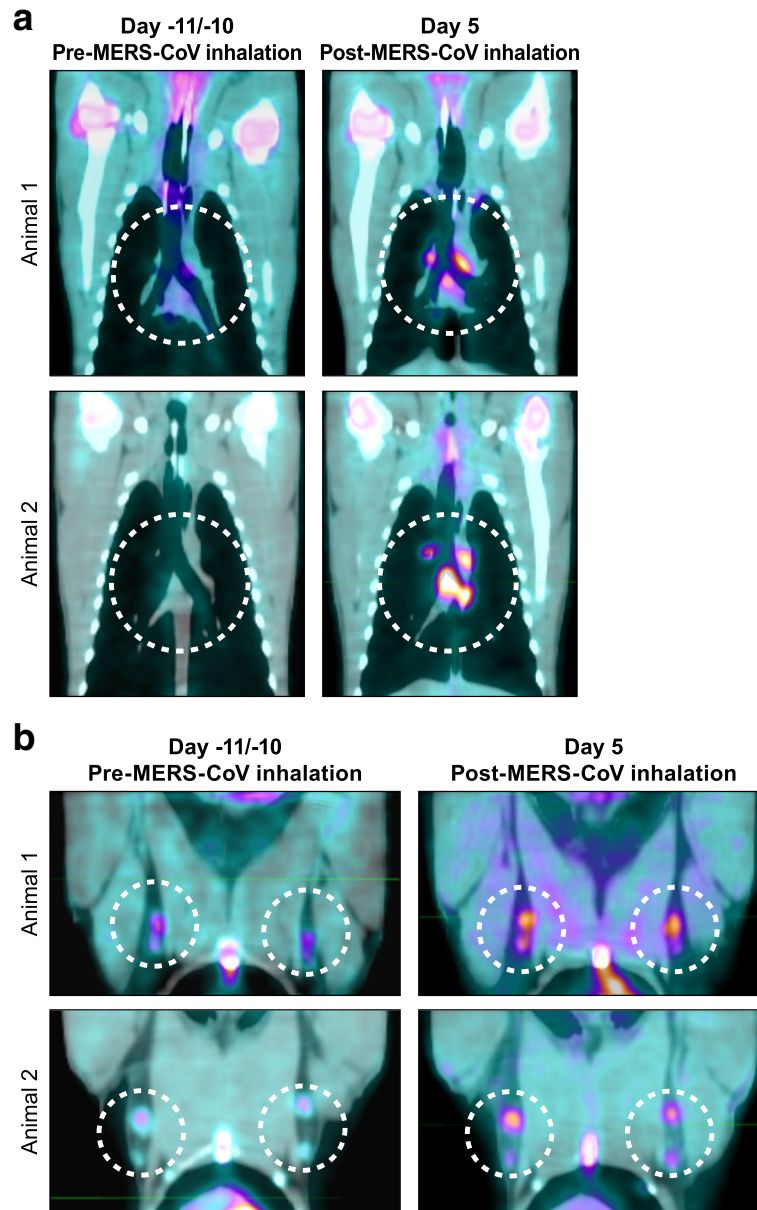 a
Day -11/-10
Pre-MERS-CoV inhalation
Day 5
Post-MERS-CoV inhalation
Animal 1
Animal 2
b
Day -11/-10
Pre-MERS-CoV inhalation
Day 5
Post-MERS-CoV inhalation
Animal 1
Animal 2